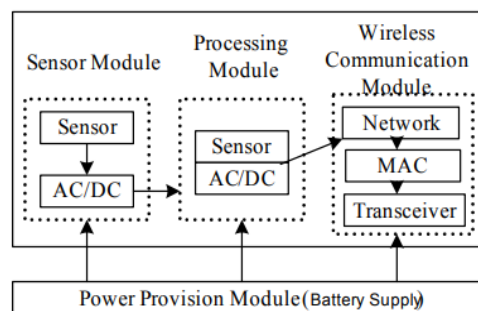 Sensor Module
Processing
Module
Wireless
Communication
Module
Sensor
AC/DC
Sensor
AC/DC
Network
MAC
Transceiver
Power Provision Module(Battery Supply)